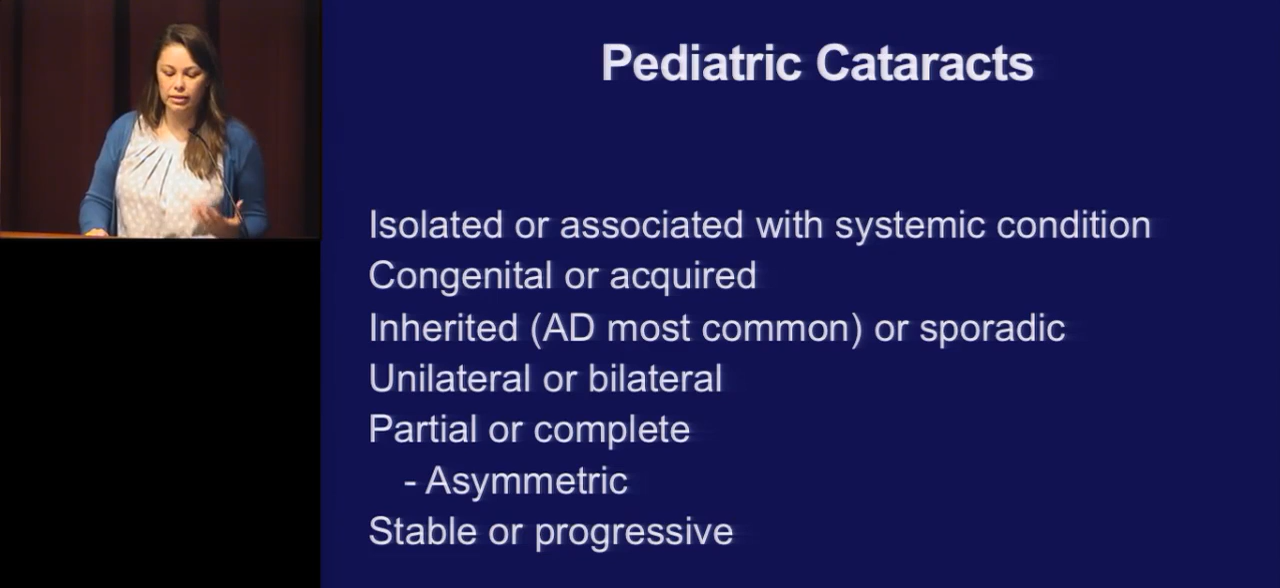 Pediatric Cataracts
Isolated or associated with systemic condition
Congenital or acquired
Inherited (AD most common) or sporadic
Unilateral or bilateral
Partial or complete
- Asymmetric
Stable or progressive